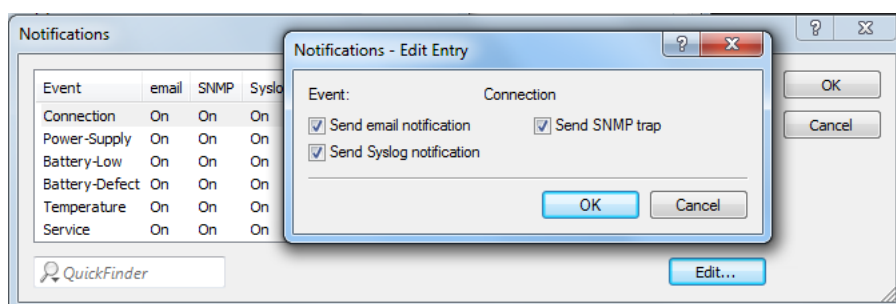 Notifications
Event email SNMP Syslo
Connection On On On
Power-Supply On On On
Battery-Low On On On
Battery-Defect On On On
Temperature On On On
Service On On On
QuickFinder
Edit...
OK
Cancel
Notifications - Edit Entry
Event: Connection
Send email notification Send SNMP trap
Send Syslog notification
OK Cancel